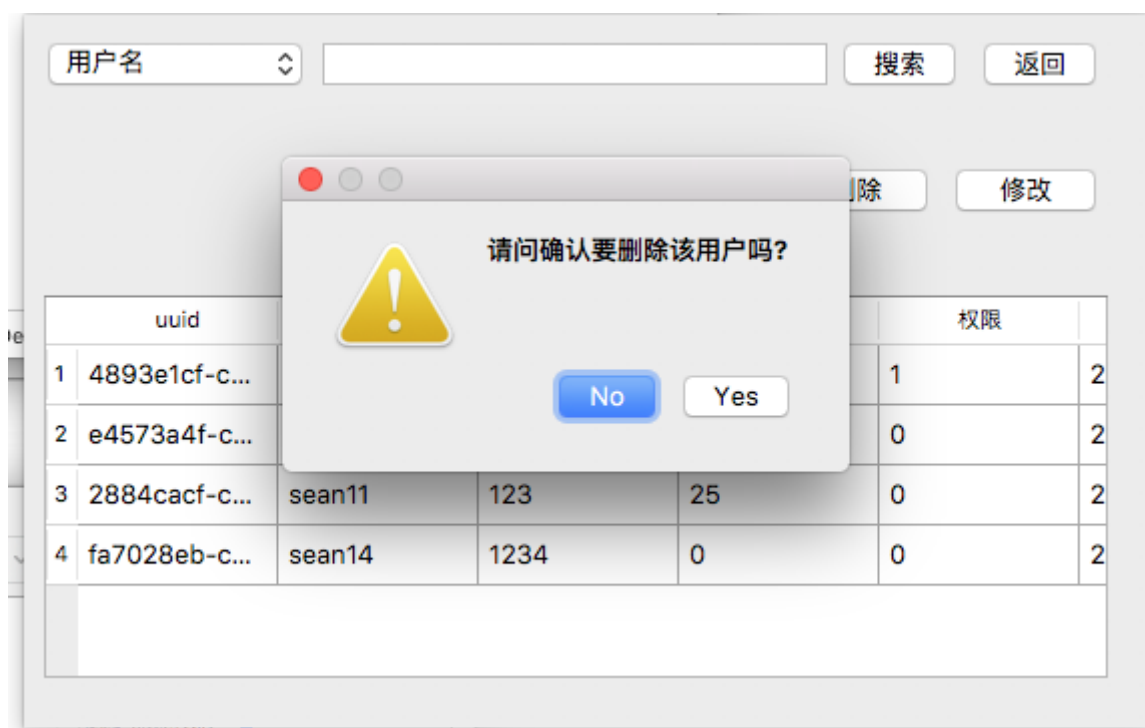 用户名
搜索
返回
除
修改
请问确认要删除该用户吗?
No
Yes
uuid
权限
1 4893e1cf-c... 1 2
2 e4573a4f-c... 0 2
3 2884cacf-c... sean11 123 25 0 2
4 fa7028eb-c... sean14 1234 0 0 2